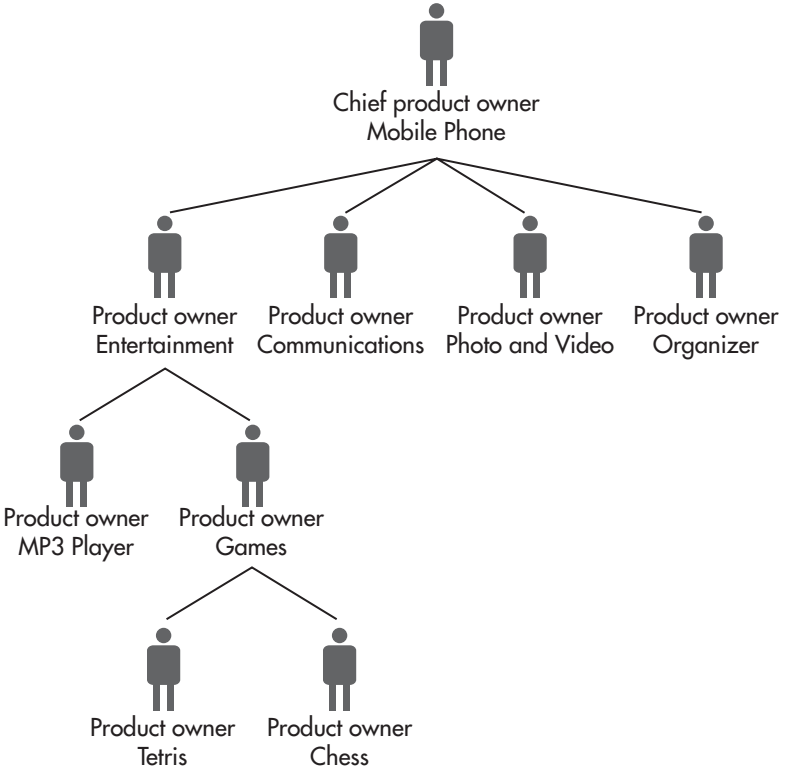 Chief product owner
Mobile Phone
Product owner
Entertainment
Product owner
Communications
Product owner
Photo and Video
Product owner
Organizer
Product owner
MP3 Player
Product owner
Games
Product owner
Tetris
Product owner
Chess